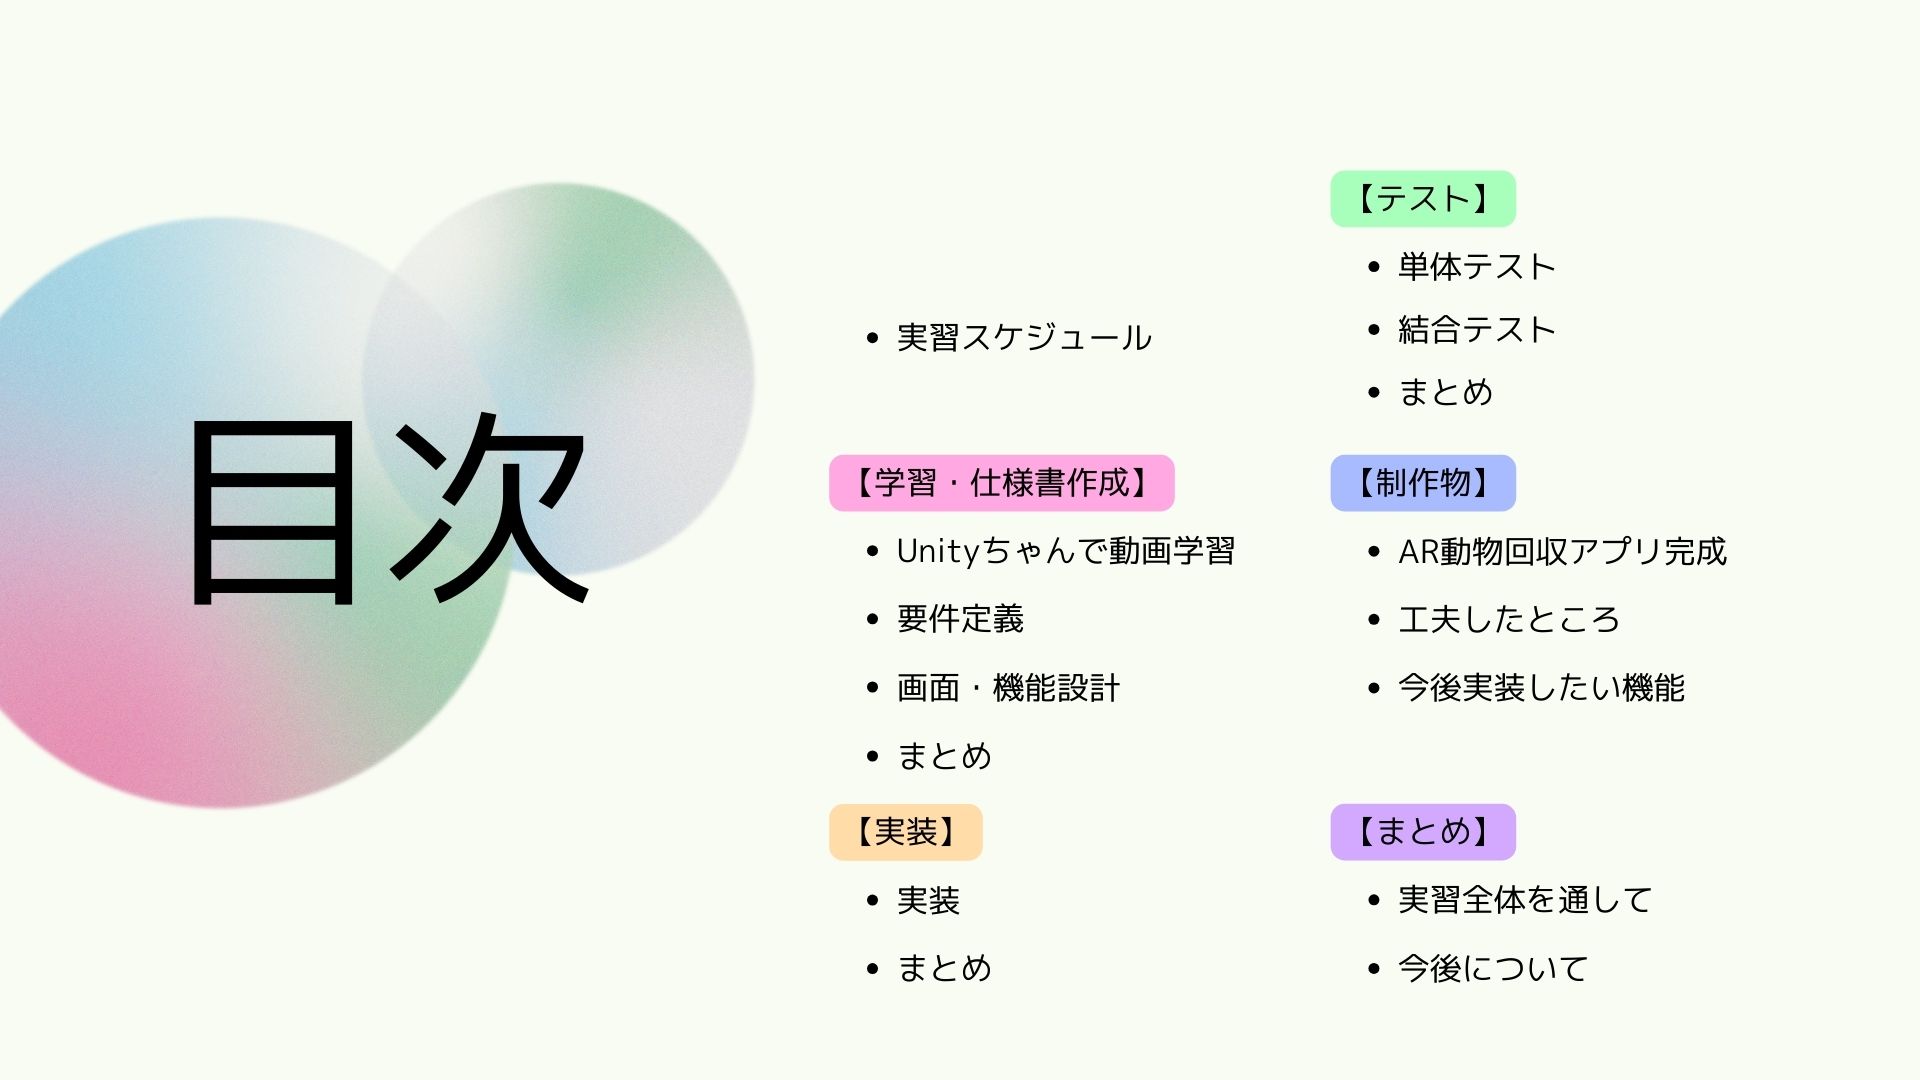 目次
・実習スケジュール
【学習・仕様書作成】
・Unityちゃんで動画学習
・要件定義
・画面・機能設計
・まとめ
【実装】
・実装
・まとめ
【テスト】
・単体テスト
・結合テスト
・まとめ
【制作物】
・AR動物回収アプリ完成
・工夫したところ
・今後実装したい機能
【まとめ】
・実習全体を通して
・今後について